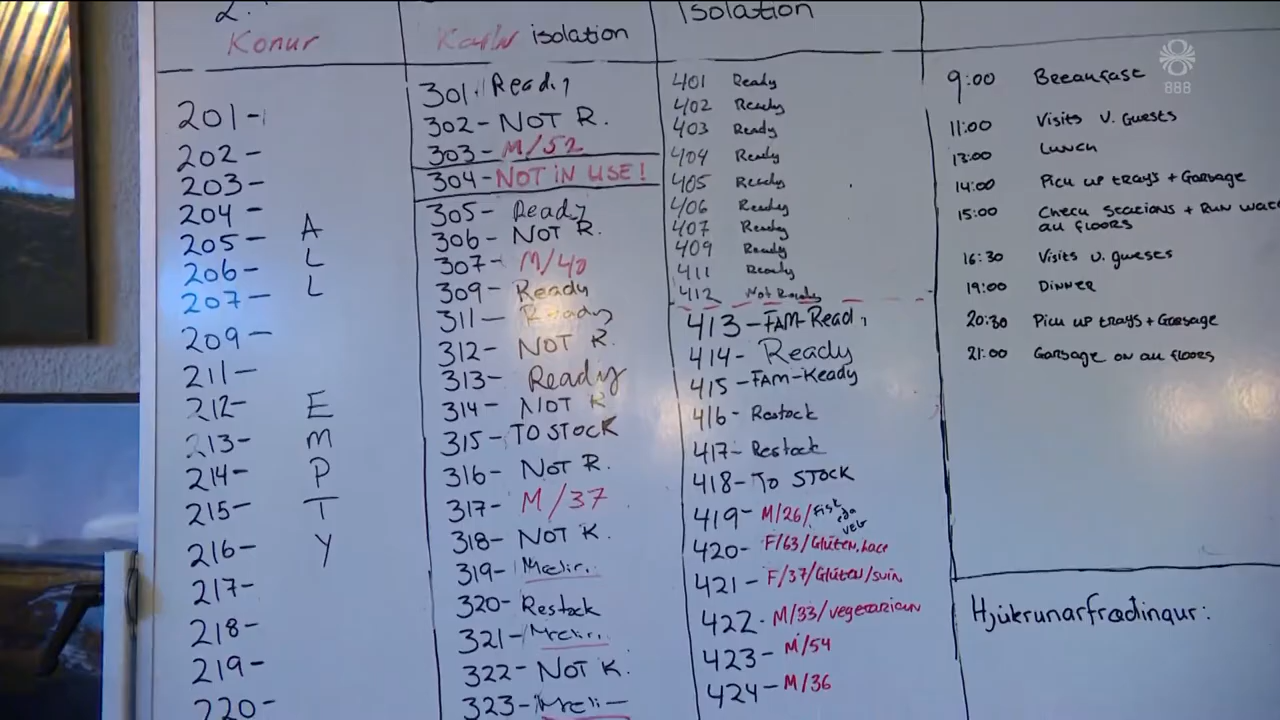 2.
Konur
201-
202-
203-
204-
205-
206-
207-
209-
211-
212-
213-
214-
215-
216-
217-
218-
219-
220-
A
L
L
E
M
P
T
Y
isolation
301. Ready
302- NOT R.
303- M/52
304- NOT IN USE!
305- Ready
306- NOT R.
307- M/40
309- Ready
311- Ready
312- NOT R.
313- Ready
314- NOT R
315- TO STOCK
316- NOT R.
317- M/37
318- NOT R.
319-
320- Restock
321-
322- NOT R.
323-
Isolation
401 Ready
402 Ready
403 Ready
404 Ready
405 Ready
406 Ready
407 Ready
409 Ready
411 Ready
412 Not Ready
413- FAM-Ready
414- Ready
415- FAM-Ready
416- Restock
417- Restock
418- TO STOCK
419- M/26/Fisk
eða
420- F/63/Glúten,
421- F/37/Glúten/svín
422- M/33/vegetarian
423- M/54
424- M/36
9:00 Breakfast
11:00 Visits v. Guests
13:00 Lunch
14:00 Pick up trays + Garbage
15:00 Check stations + Run
all floors
16:30 Visits v. guests
19:00 Dinner
20:30 Pick up trays + Garbage
21:00 Garbage on all floors
Hjúkrunarfræðingur:
888